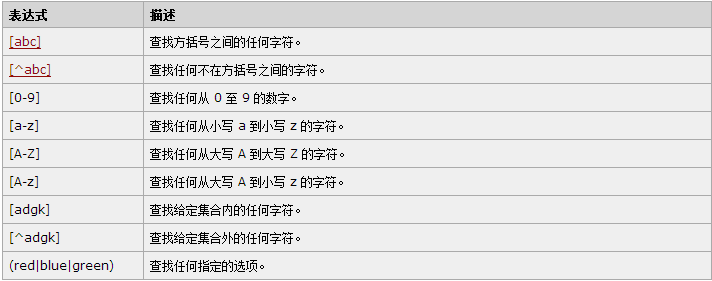 表达式 描述
[abc] 查找方括号之间的任何字符。
[^abc] 查找任何不在方括号之间的字符。
[0-9] 查找任何从 0 至 9 的数字。
[a-z] 查找任何从小写 a 到小写 z 的字符。
[A-Z] 查找任何从大写 A 到大写 Z 的字符。
[A-z] 查找任何从大写 A 到小写 z 的字符。
[adgk] 查找给定集合内的任何字符。
[^adgk] 查找给定集合外的任何字符。
(red|blue|green) 查找任何指定的选项。